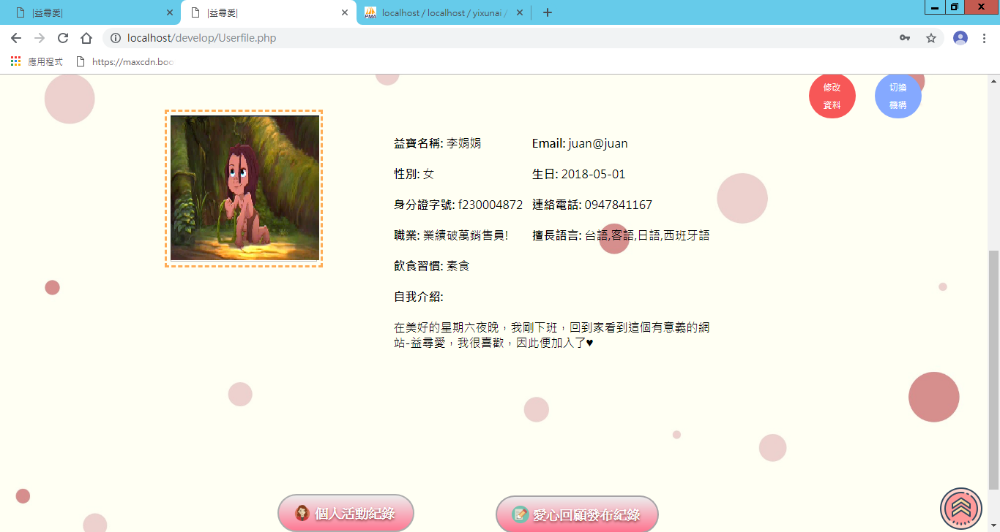 |益尋愛|
|益尋愛|
localhost / localhost / yixunai /
localhost/develop/Userfile.php
應用程式
https://maxcdn.boo
修改
資料
切換
機構
益寶名稱: 李娟娟 Email: juan@juan
性別: 女 生日: 2018-05-01
身分證字號: f230004872 連絡電話: 0947841167
職業: 業績破萬銷售員! 擅長語言: 台語,客語,日語,西班牙語
飲食習慣: 素食
自我介紹:
在美好的星期六夜晚，我剛下班，回到家看到這個有意義的網
站-益尋愛，我很喜歡，因此便加入了♥
個人活動紀錄
愛心回顧發布紀錄